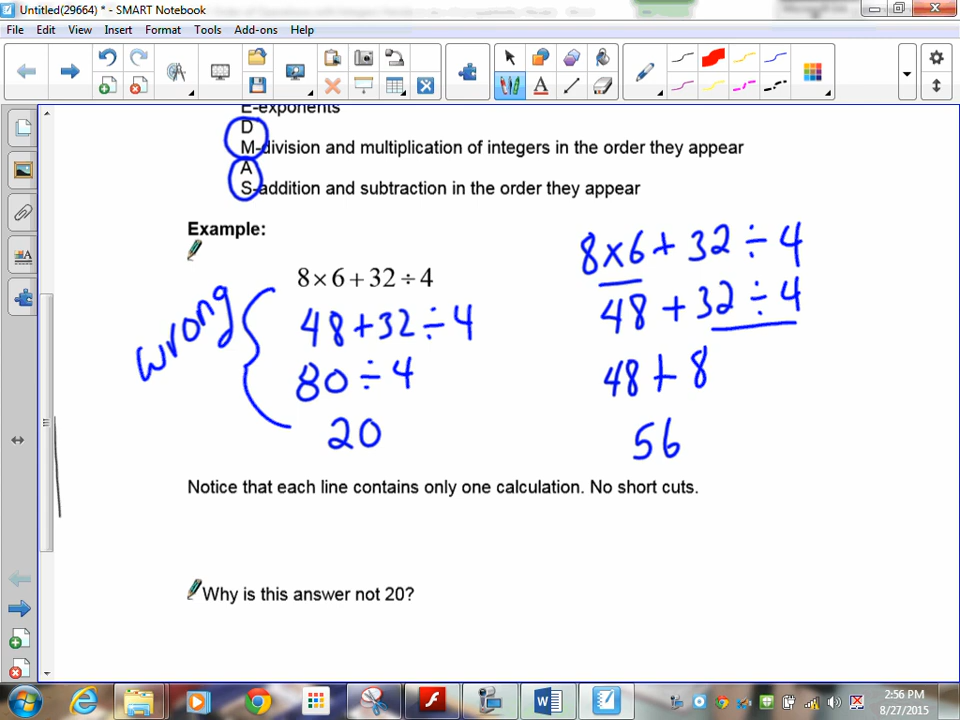 Untitled(29664) * - SMART Notebook
File Edit View Insert Format Tools Add-ons Help
E-exponents
D
M-division and multiplication of integers in the order they appear
A
S-addition and subtraction in the order they appear
Example:
8 × 6 + 32 ÷ 4
48+32÷4
80÷4
20
wrong
8×6+32÷4
48+32÷4
48+8
56
Notice that each line contains only one calculation. No short cuts.
Why is this answer not 20?
2:56 PM
8/27/2015